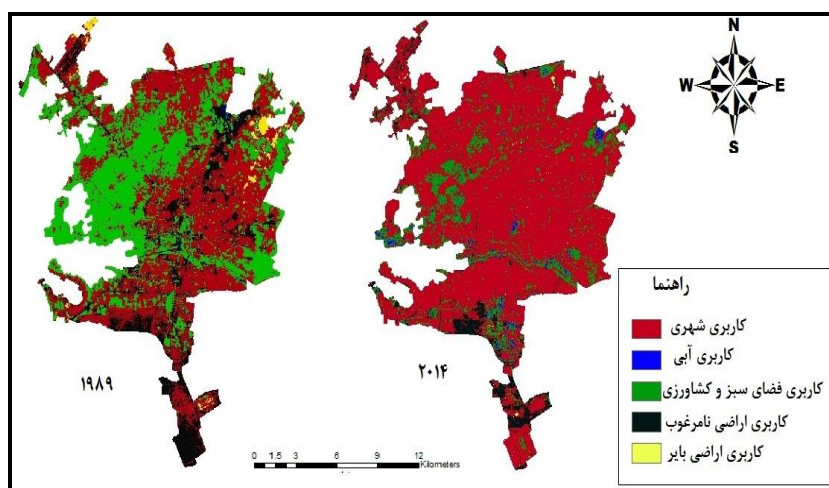 N
W E
S
راهنما
کاربری شهری
کاربری آبی
کاربری فضای سبز و کشاورزی
کاربری اراضی نامرغوب
کاربری اراضی بایر
۱۹۸۹
۲۰۱۴
0 1.5 3 6 9 12
Kilometers